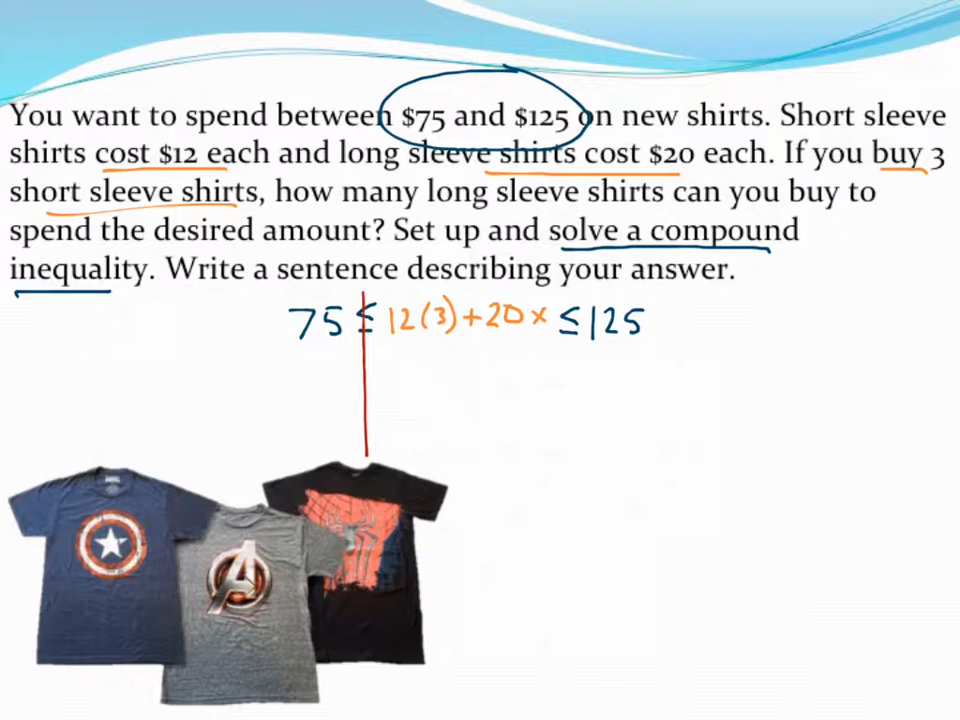 You want to spend between $75 and $125 on new shirts. Short sleeve
shirts cost $12 each and long sleeve shirts cost $20 each. If you buy 3
short sleeve shirts, how many long sleeve shirts can you buy to
spend the desired amount? Set up and solve a compound
inequality. Write a sentence describing your answer.
75 ≤ 12(3)+20x ≤125